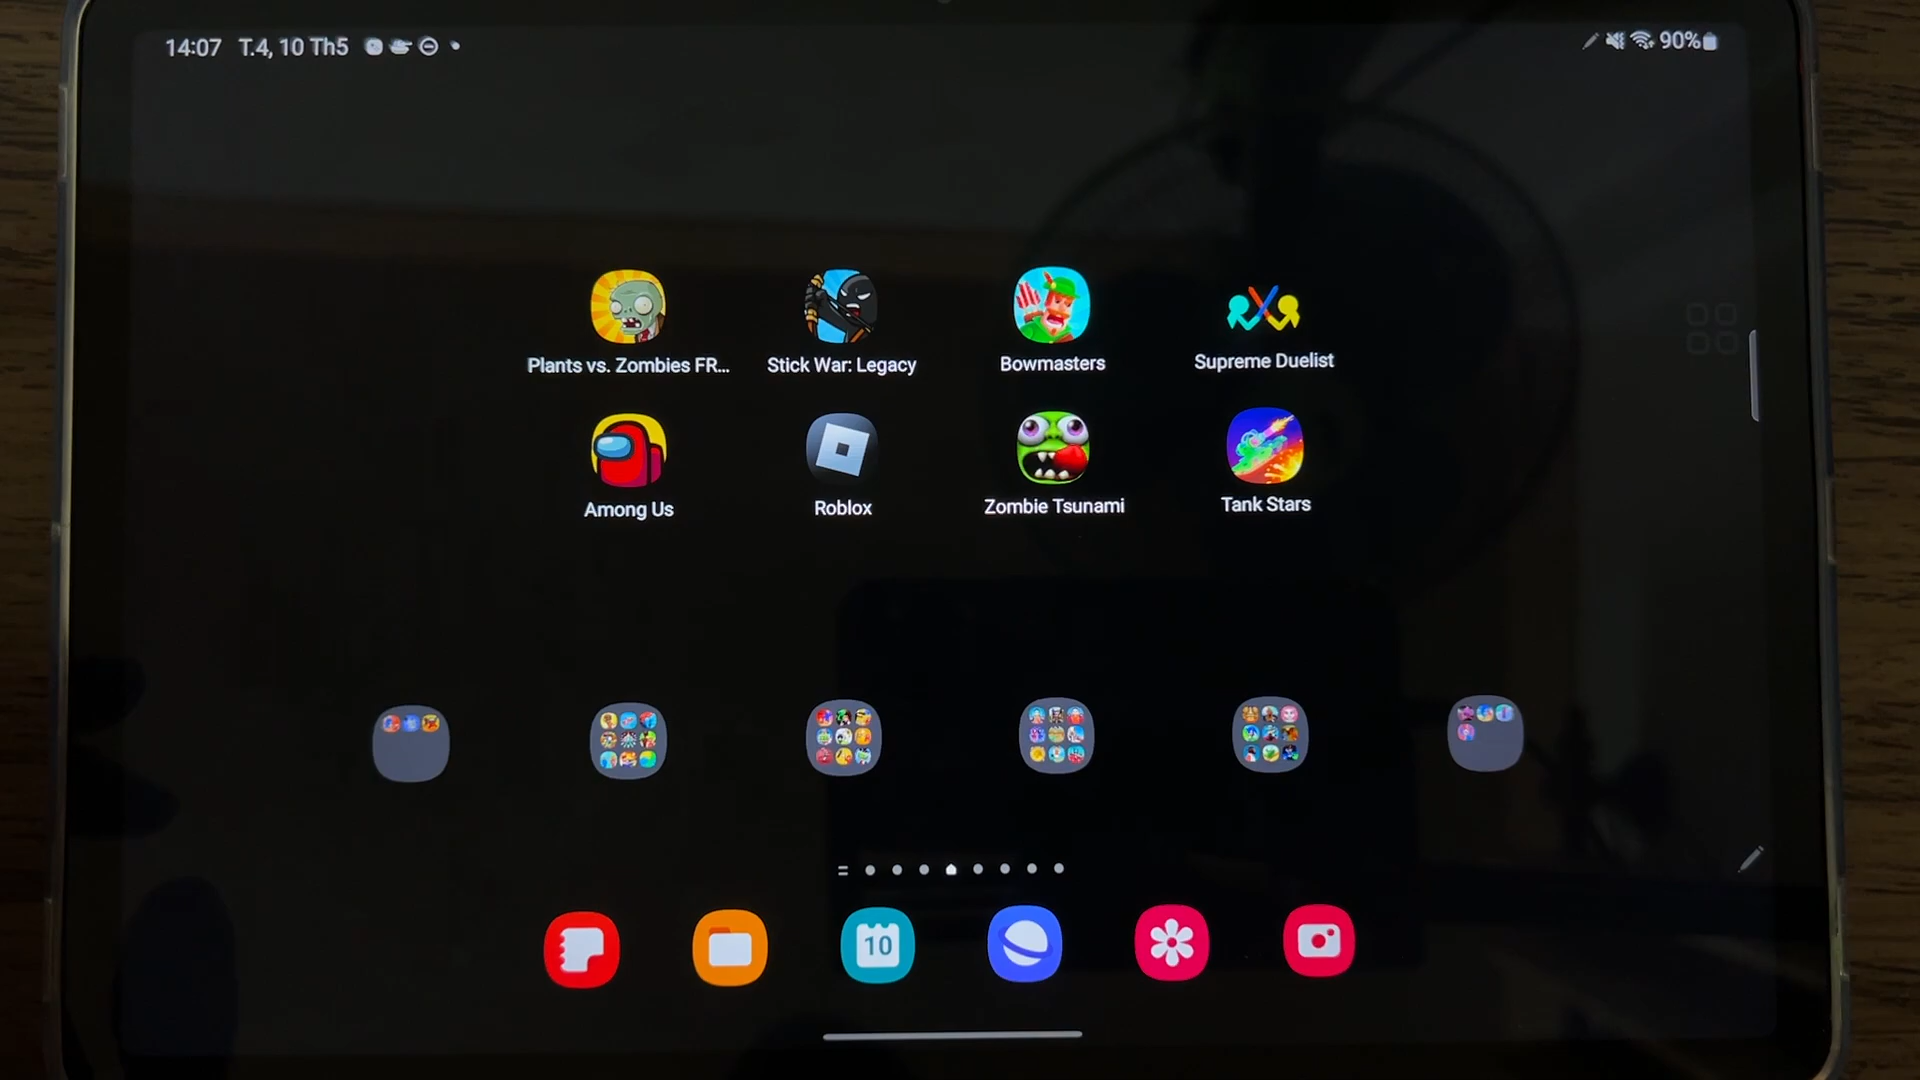 14:07 T.4, 10 Th5
90%
Plants vs. Zombies FR...
Stick War: Legacy
Bowmasters
Supreme Duelist
Among Us
Roblox
Zombie Tsunami
Tank Stars
10